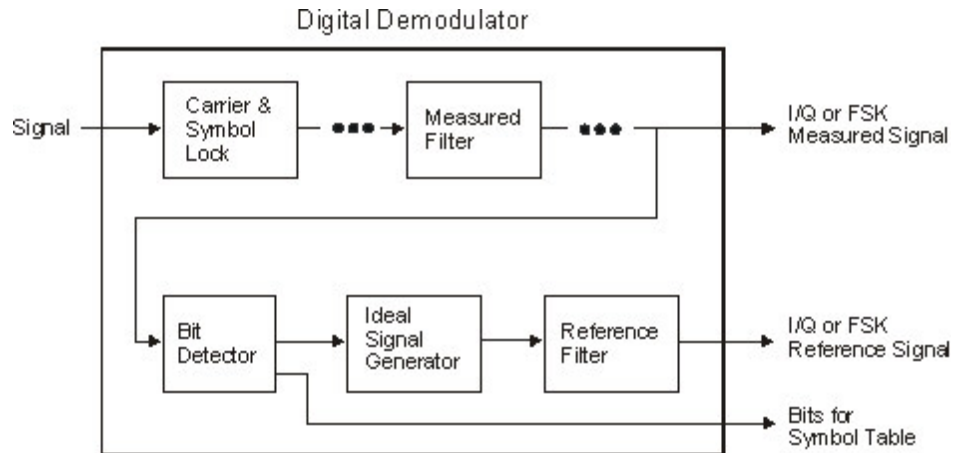 Digital Demodulator
Signal
Carrier &
Symbol
Lock
Measured
Filter
I/Q or FSK
Measured Signal
Bit
Detector
Ideal
Signal
Generator
Reference
Filter
I/Q or FSK
Reference Signal
Bits for
Symbol Table